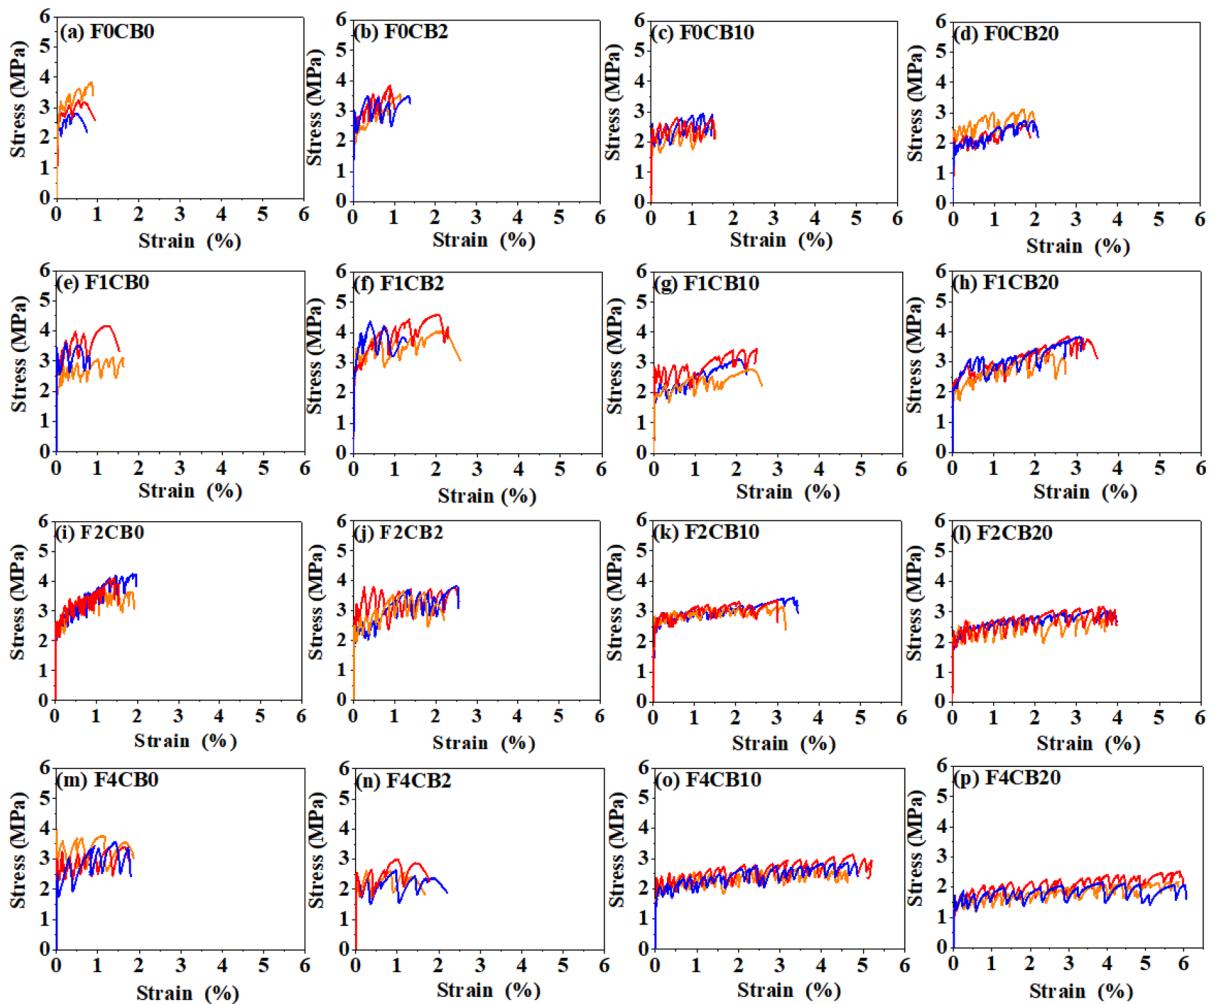 (a) F0CB0
Stress (MPa)
6
5
4
3
2
1
0
0 1 2 3 4 5 6
Strain (%)
(b) F0CB2
Stress (MPa)
6
5
4
3
2
1
0
0 1 2 3 4 5 6
Strain (%)
(c) F0CB10
Stress (MPa)
6
5
4
3
2
1
0
0 1 2 3 4 5 6
Strain (%)
(d) F0CB20
Stress (MPa)
6
5
4
3
2
1
0
0 1 2 3 4 5 6
Strain (%)
(e) F1CB0
Stress (MPa)
6
5
4
3
2
1
0
0 1 2 3 4 5 6
Strain (%)
(f) F1CB2
Stress (MPa)
6
5
4
3
2
1
0
0 1 2 3 4 5 6
Strain (%)
(g) F1CB10
Stress (MPa)
6
5
4
3
2
1
0
0 1 2 3 4 5 6
Strain (%)
(h) F1CB20
Stress (MPa)
6
5
4
3
2
1
0
0 1 2 3 4 5 6
Strain (%)
(i) F2CB0
Stress (MPa)
6
5
4
3
2
1
0
0 1 2 3 4 5 6
Strain (%)
(j) F2CB2
Stress (MPa)
6
5
4
3
2
1
0
0 1 2 3 4 5 6
Strain (%)
(k) F2CB10
Stress (MPa)
6
5
4
3
2
1
0
0 1 2 3 4 5 6
Strain (%)
(l) F2CB20
Stress (MPa)
6
5
4
3
2
1
0
0 1 2 3 4 5 6
Strain (%)
(m) F4CB0
Stress (MPa)
6
5
4
3
2
1
0
0 1 2 3 4 5 6
Strain (%)
(n) F4CB2
Stress (MPa)
6
5
4
3
2
1
0
0 1 2 3 4 5 6
Strain (%)
(o) F4CB10
Stress (MPa)
6
5
4
3
2
1
0
0 1 2 3 4 5 6
Strain (%)
(p) F4CB20
Stress (MPa)
6
5
4
3
2
1
0
0 1 2 3 4 5 6
Strain (%)